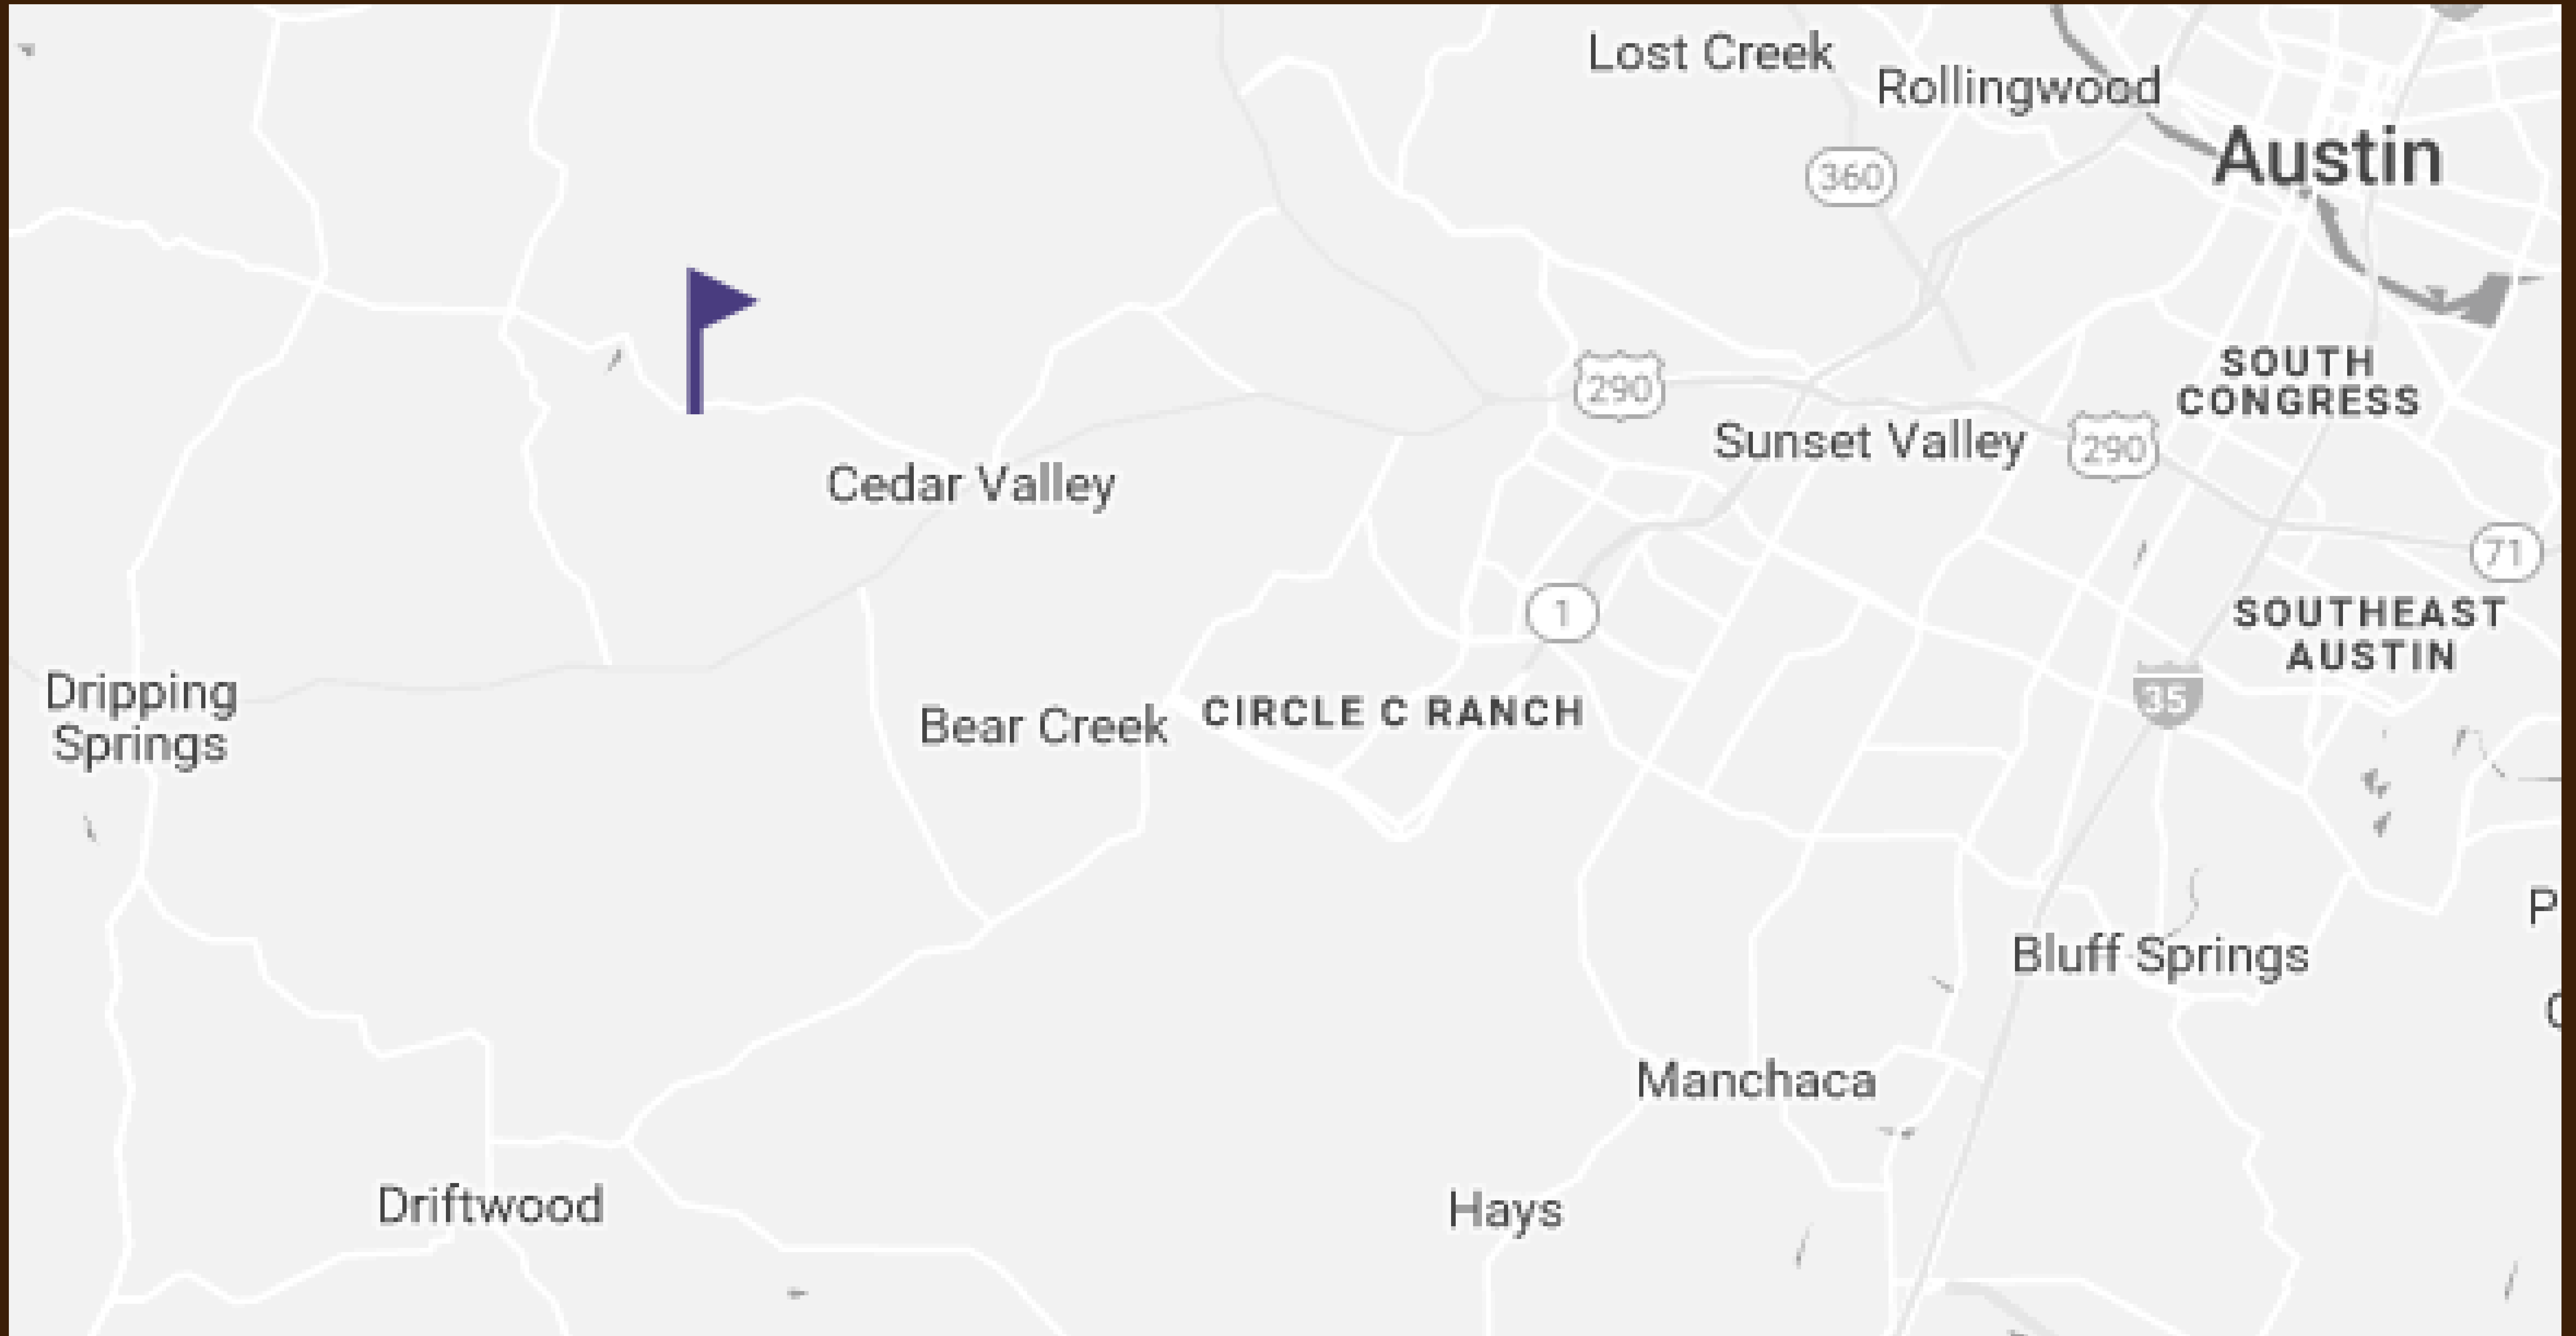 Lost Creek
Rollingwood
Austin
360
290
SOUTH
CONGRESS
Sunset Valley
290
Cedar Valley
71
1
SOUTHEAST
AUSTIN
35
Dripping
Springs
Bear Creek
CIRCLE C RANCH
Bluff Springs
Manchaca
Driftwood
Hays